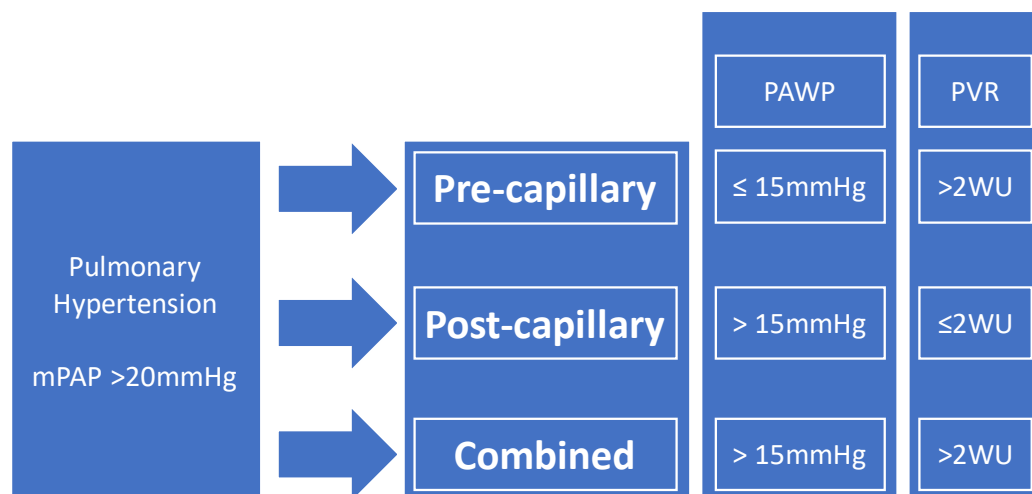 PAWP
PVR
Pulmonary
Hypertension
mPAP >20mmHg
Pre-capillary
≤ 15mmHg
>2WU
Post-capillary
> 15mmHg
≤2WU
Combined
> 15mmHg
>2WU